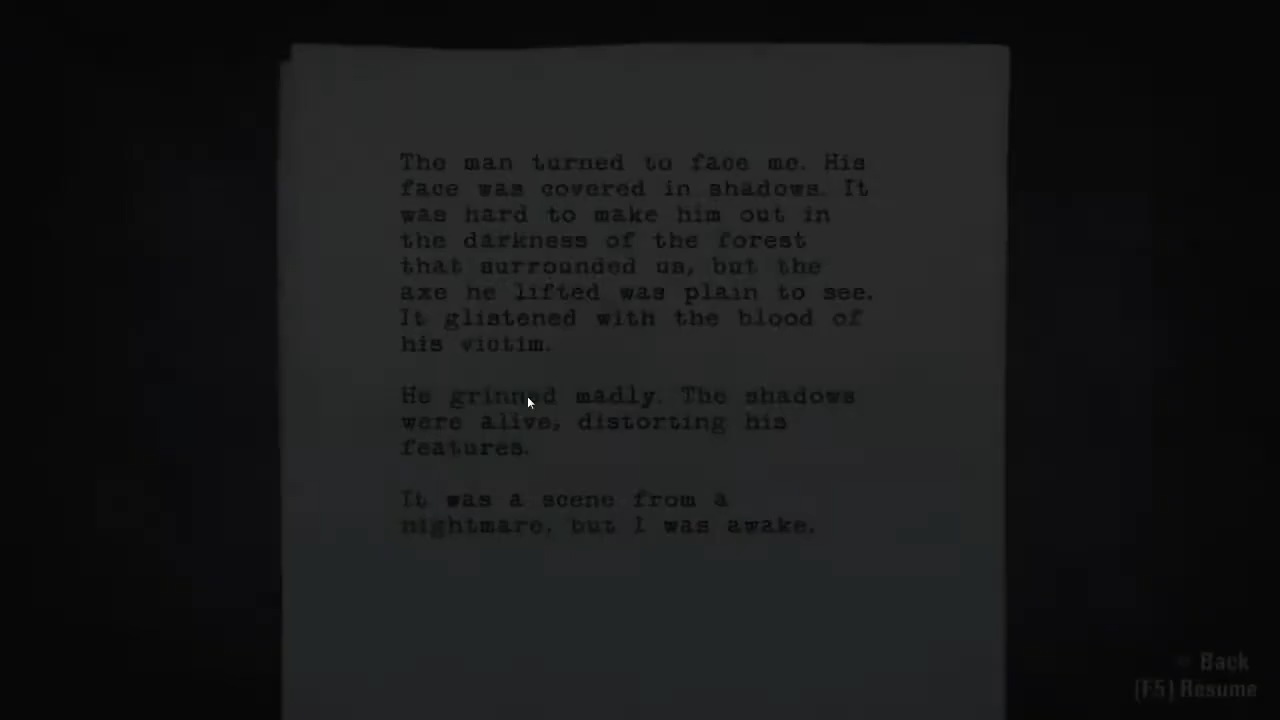 The man turned to face me. His
face was covered in shadows. It
was hard to make him out in
the darkness of the forest
that surrounded us, but the
axe he lifted was plain to see.
It glistened with the blood of
his victim.
He grinned madly. The shadows
were alive, distorting his
features.
It was a scene from a
nightmare, but I was awake.
Back
[F5] Resume